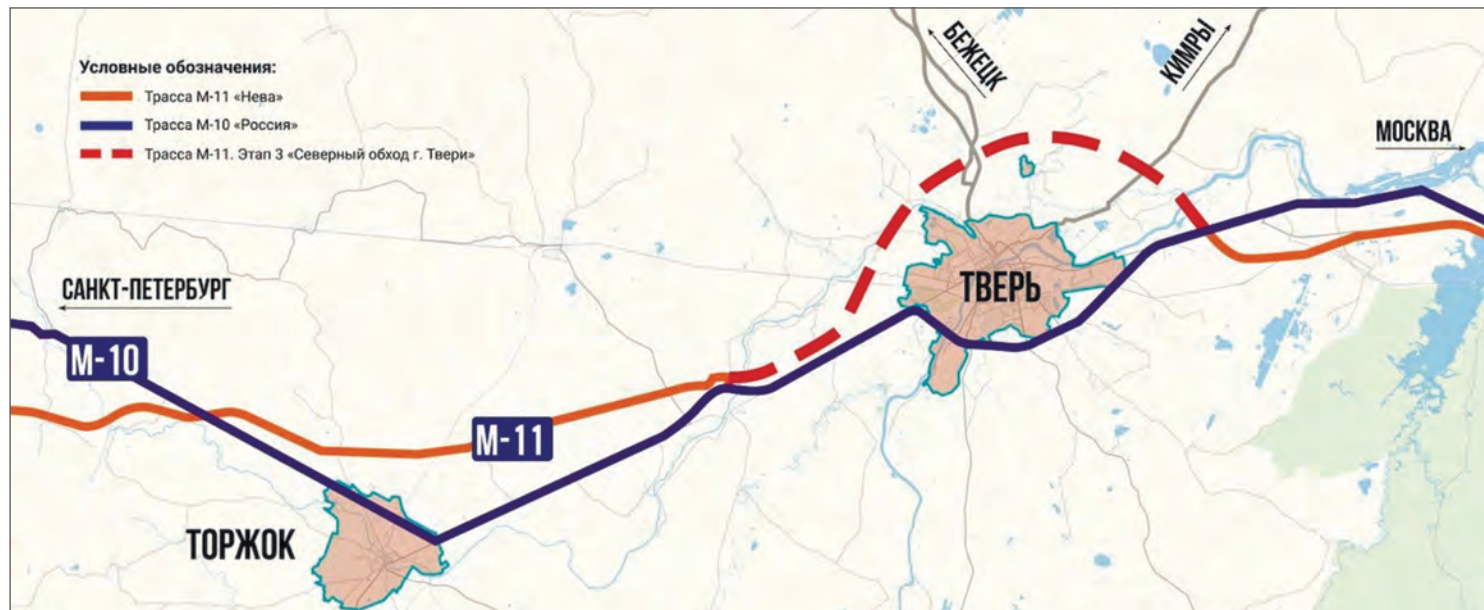 Условные обозначения:
Трасса М-11 «Нева»
Трасса М-10 «Россия»
Трасса М-11. Этап 3 «Северный обход г. Твери»
БЕЖЕЦК
КИМРЫ
МОСКВА
САНКТ-ПЕТЕРБУРГ
ТВЕРЬ
М-10
М-11
ТОРЖОК